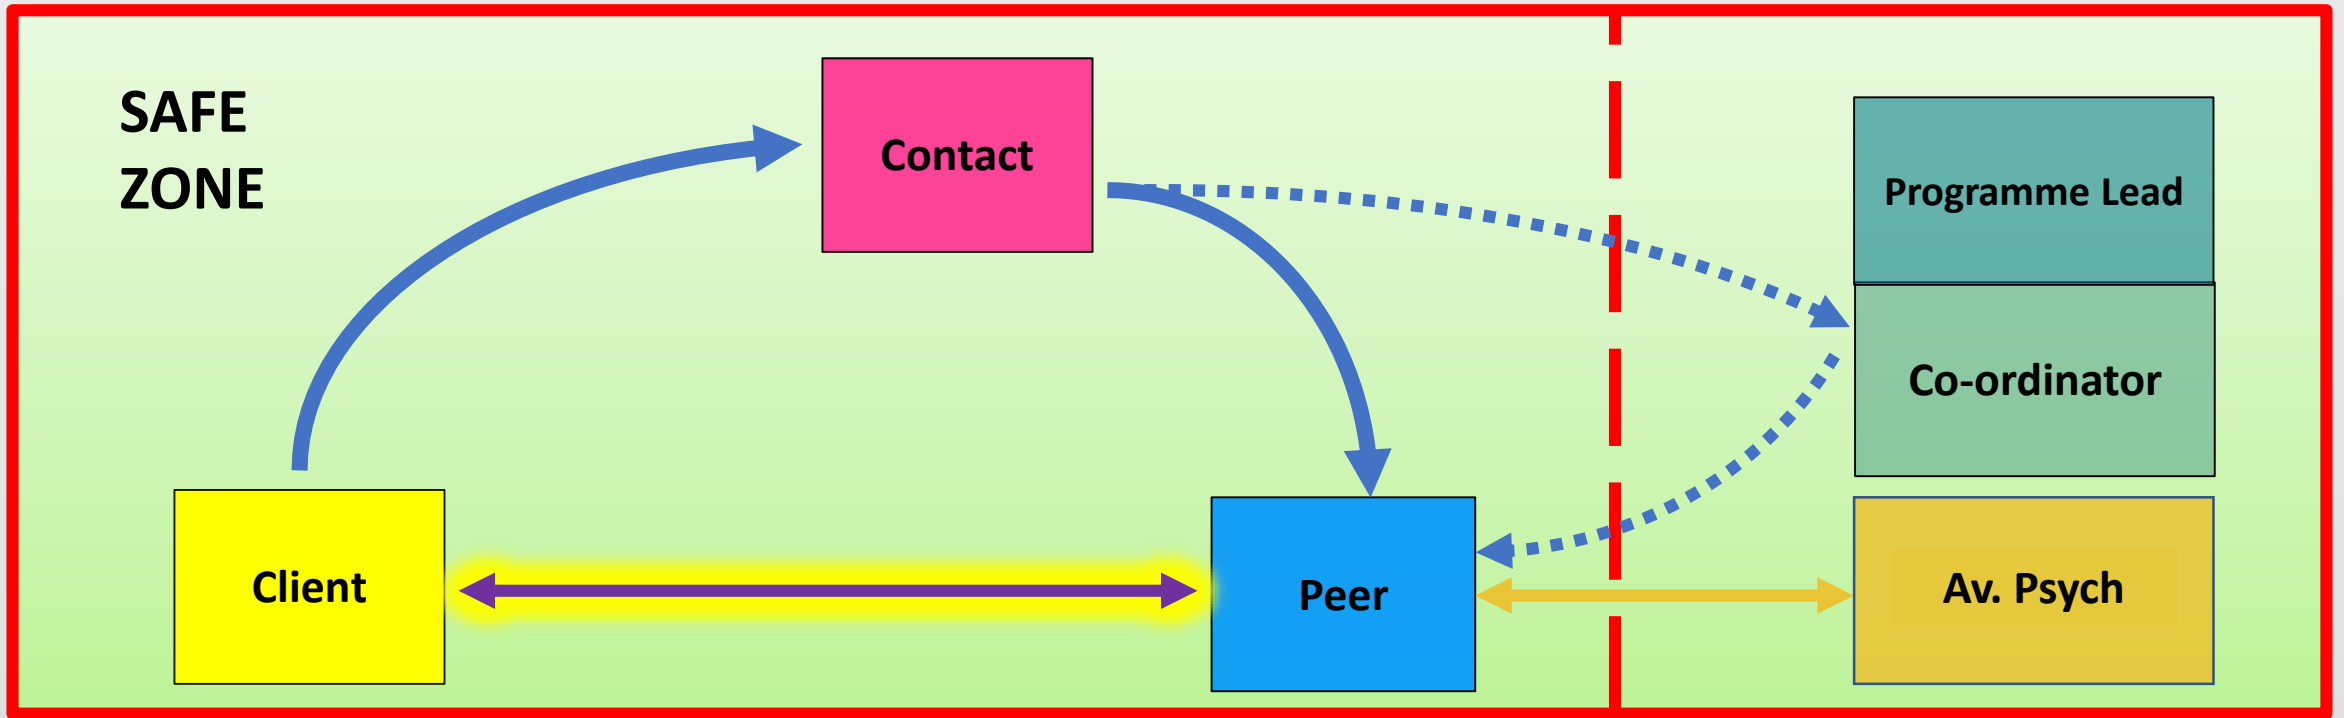 SAFE
ZONE
Contact
Programme Lead
Co-ordinator
Client
Peer
Av. Psych